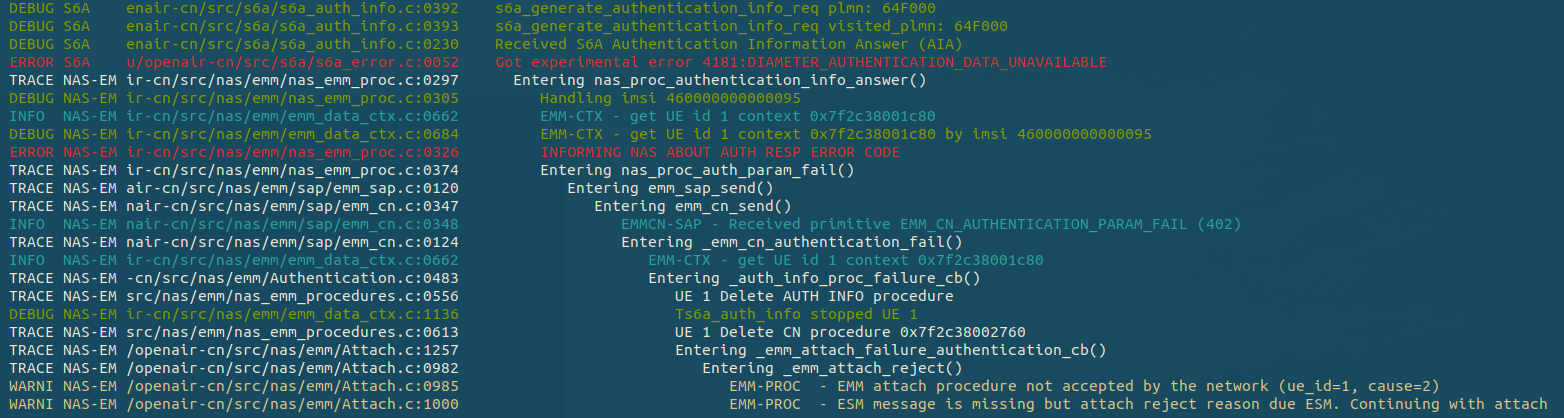 DEBUG S6A enair-cn/src/s6a/s6a_auth_info.c:0392 s6a_generate_authentication_info_req plmn: 64F000
DEBUG S6A enair-cn/src/s6a/s6a_auth_info.c:0393 s6a_generate_authentication_info_req visited_plmn: 64F000
DEBUG S6A enair-cn/src/s6a/s6a_auth_info.c:0230 Received S6A Authentication Information Answer (AIA)
ERROR S6A u/openair-cn/src/s6a/s6a_error.c:0052 Got experimental error 4181:DIAMETER_AUTHENTICATION_DATA_UNAVAILABLE
TRACE NAS-EM ir-cn/src/nas/emm/nas_emm_proc.c:0297 Entering nas_proc_authentication_info_answer()
DEBUG NAS-EM ir-cn/src/nas/emm/nas_emm_proc.c:0305 Handling imsi 460000000000095
INFO NAS-EM ir-cn/src/nas/emm/emm_data_ctx.c:0662 EMM-CTX - get UE id 1 context 0x7f2c38001c80
DEBUG NAS-EM ir-cn/src/nas/emm/emm_data_ctx.c:0684 EMM-CTX - get UE id 1 context 0x7f2c38001c80 by imsi 460000000000095
ERROR NAS-EM ir-cn/src/nas/emm/nas_emm_proc.c:0326 INFORMING NAS ABOUT AUTH RESP ERROR CODE
TRACE NAS-EM ir-cn/src/nas/emm/nas_emm_proc.c:0374 Entering nas_proc_auth_param_fail()
TRACE NAS-EM air-cn/src/nas/emm/sap/emm_sap.c:0120 Entering emm_sap_send()
TRACE NAS-EM nair-cn/src/nas/emm/sap/emm_cn.c:0347 Entering emm_cn_send()
INFO NAS-EM nair-cn/src/nas/emm/sap/emm_cn.c:0348 EMMCN-SAP - Received primitive EMM_CN_AUTHENTICATION_PARAM_FAIL (402)
TRACE NAS-EM nair-cn/src/nas/emm/sap/emm_cn.c:0124 Entering _emm_cn_authentication_fail()
INFO NAS-EM ir-cn/src/nas/emm/emm_data_ctx.c:0662 EMM-CTX - get UE id 1 context 0x7f2c38001c80
TRACE NAS-EM -cn/src/nas/emm/Authentication.c:0483 Entering _auth_info_proc_failure_cb()
TRACE NAS-EM src/nas/emm/nas_emm_procedures.c:0556 UE 1 Delete AUTH INFO procedure
DEBUG NAS-EM ir-cn/src/nas/emm/emm_data_ctx.c:1136 Ts6a_auth_info stopped UE 1
TRACE NAS-EM src/nas/emm/nas_emm_procedures.c:0613 UE 1 Delete CN procedure 0x7f2c38002760
TRACE NAS-EM /openair-cn/src/nas/emm/Attach.c:1257 Entering _emm_attach_failure_authentication_cb()
TRACE NAS-EM /openair-cn/src/nas/emm/Attach.c:0982 Entering _emm_attach_reject()
WARNI NAS-EM /openair-cn/src/nas/emm/Attach.c:0985 EMM-PROC - EMM attach procedure not accepted by the network (ue_id=1, cause=2)
WARNI NAS-EM /openair-cn/src/nas/emm/Attach.c:1000 EMM-PROC - ESM message is missing but attach reject reason due ESM. Continuing with attach